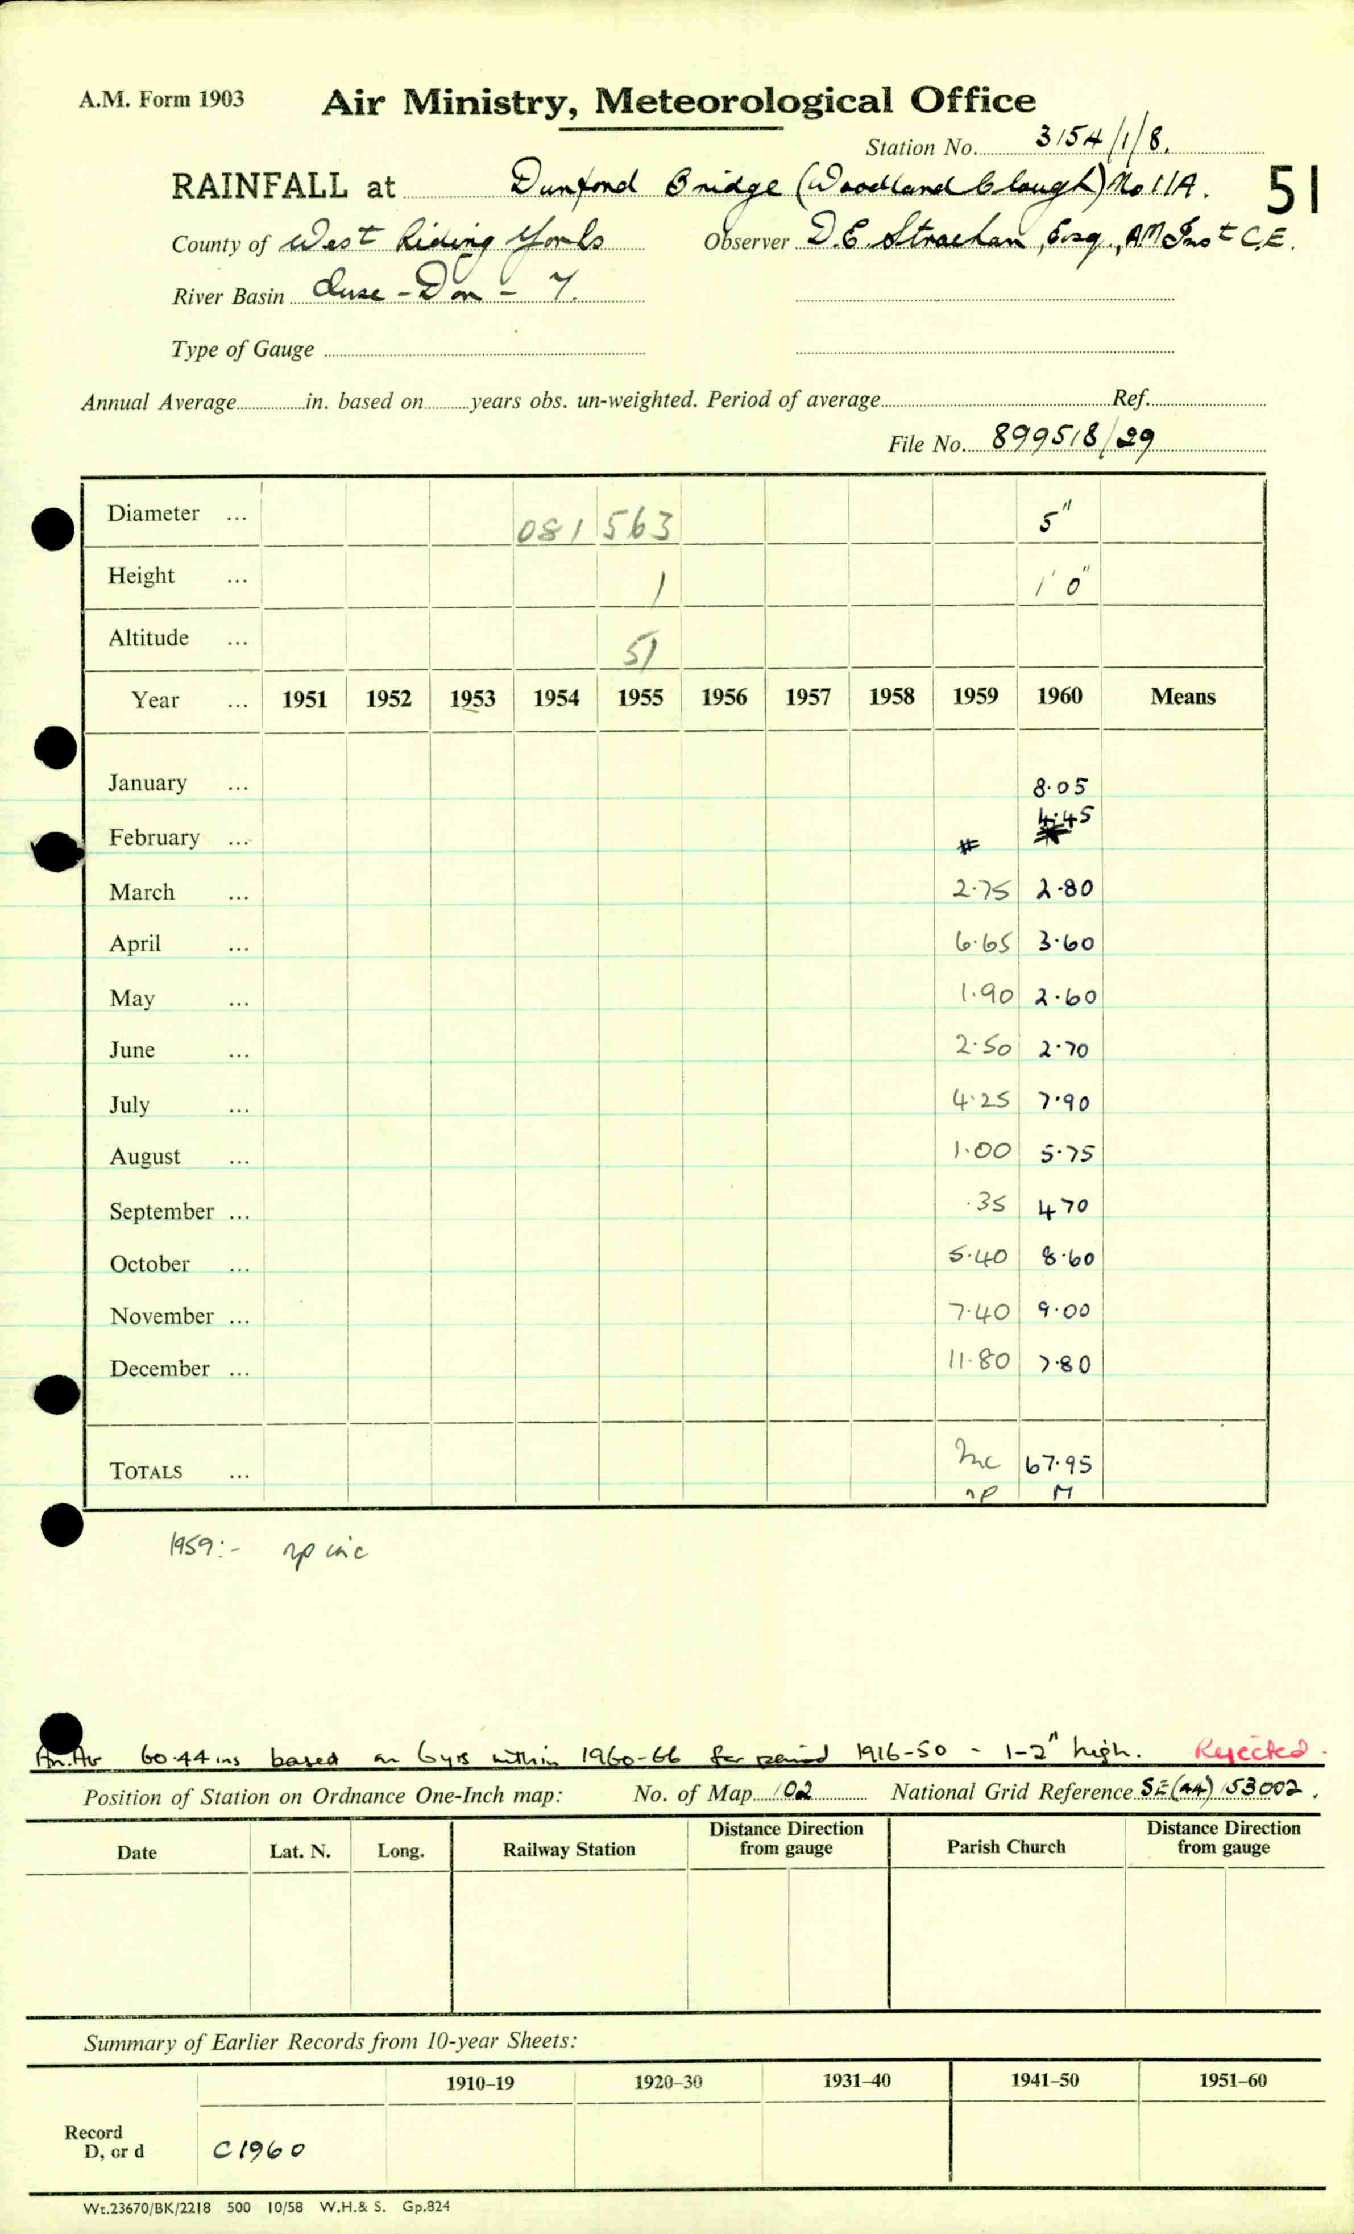 A.M. Form 1903
Air Ministry, Meteorological Office
Station No. 3154/1/8.
RAINFALL at Dunford Bridge (Woodland Clough) No 11A.
51
County of West Riding Yorks Observer D.E. Strachan, Esq., AM Inst C.E.
River Basin Ouse - Don - 7.
Type of Gauge
Annual Average in. based on years obs. un-weighted. Period of average Ref.
File No. 899518/29
Diameter ... 081 563 5"
Height ... 1 1' 0"
Altitude ... 51
Year ... 1951 1952 1953 1954 1955 1956 1957 1958 1959 1960 Means
January ... 8.05
February ... # 4.45
March ... 2.75 2.80
April ... 6.65 3.60
May ... 1.90 2.60
June ... 2.50 2.70
July ... 4.25 7.90
August ... 1.00 5.75
September ... .35 4 70
October ... 5.40 8.60
November ... 7.40 9.00
December ... 11.80 7.80
TOTALS ... Inc 67.95
np M
1959:- np inc
An. Av 60.44 ins based on 6 yrs within 1960-66 for period 1916-50 - 1-2" high. Rejected.
Position of Station on Ordnance One-Inch map: No. of Map 102 National Grid Reference SE (44) 153002.
Date Lat. N. Long. Railway Station Distance Direction from gauge Parish Church Distance Direction from gauge
Summary of Earlier Records from 10-year Sheets:
1910–19 1920–30 1931–40 1941–50 1951–60
Record
D, or d C1960
Wt.23670/BK/2218 500 10/58 W.H.& S. Gp.824